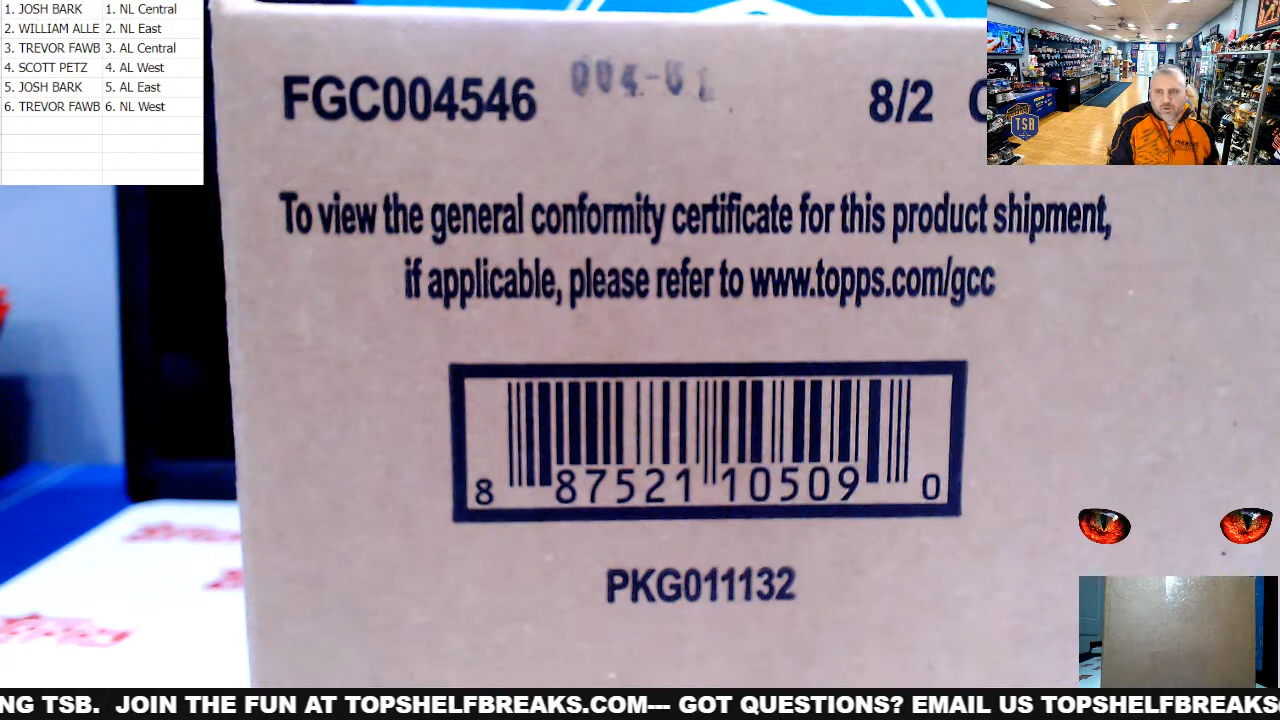 1. JOSH BARK 1. NL Central
2. WILLIAM ALLE 2. NL East
3. TREVOR FAWB 3. AL Central
4. SCOTT PETZ 4. AL West
5. JOSH BARK 5. AL East
6. TREVOR FAWB 6. NL West
FGC004546 8/2
To view the general conformity certificate for this product shipment,
if applicable, please refer to www.topps.com/gcc
8 87521 10509 0
PKG011132
TSB
NG TSB. JOIN THE FUN AT TOPSHELFBREAKS.COM--- GOT QUESTIONS? EMAIL US TOPSHELFBREAKS